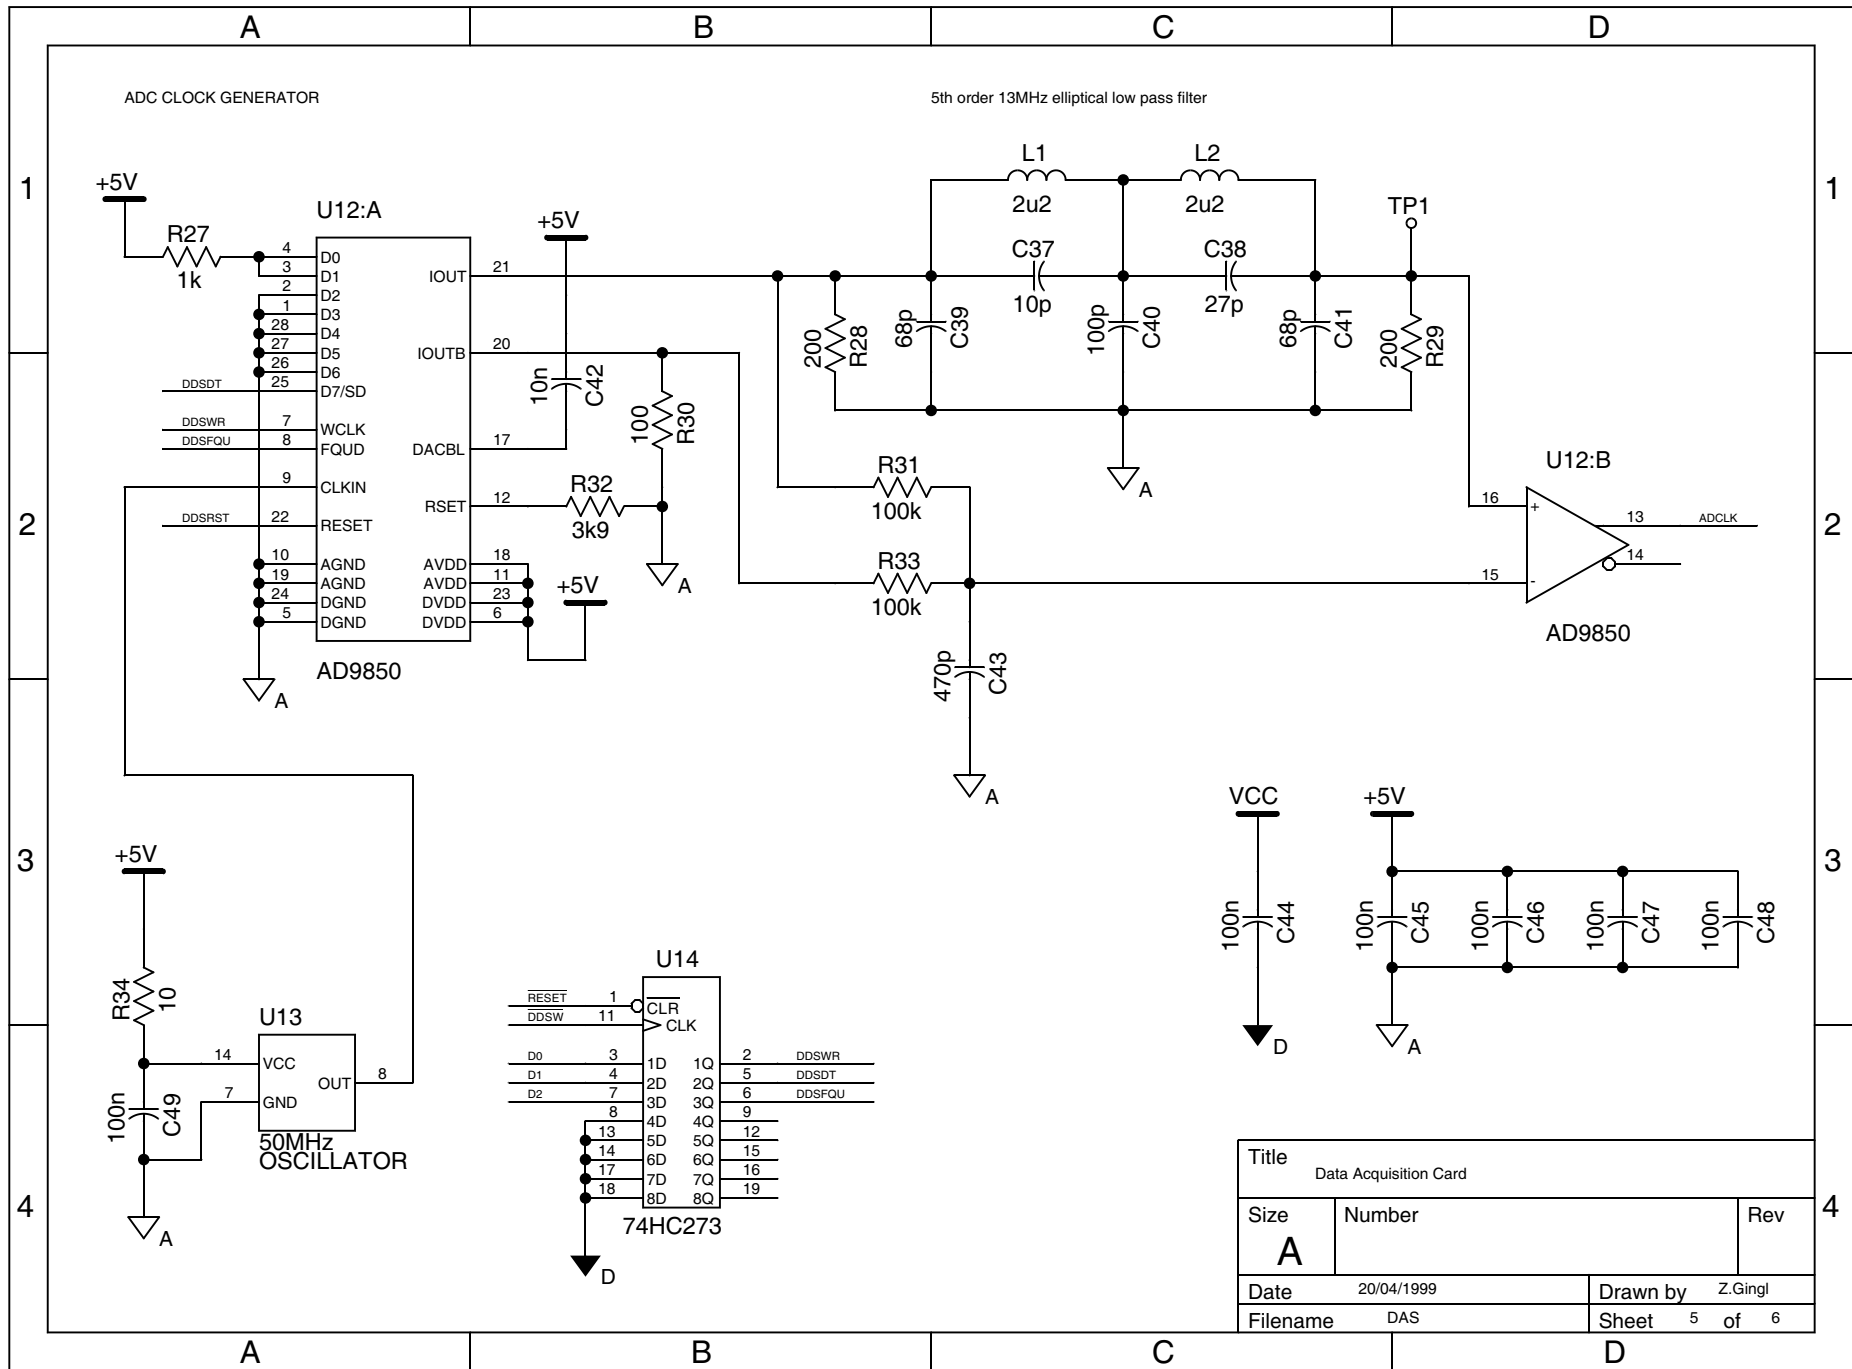 A B C D
ADC CLOCK GENERATOR
5th order 13MHz elliptical low pass filter
1 1
+5V
R27
1k
U12:A
4 D0
3 D1
2 D2
1 D3
28 D4
27 D5
26 D6
DDSDT 25 D7/SD
DDSWR 7 WCLK
DDSFQU 8 FQUD
9 CLKIN
DDSRST 22 RESET
10 AGND
19 AGND
24 DGND
5 DGND
IOUT 21
IOUTB 20
DACBL 17
RSET 12
AVDD 18
AVDD 11
DVDD 23
DVDD 6
AD9850
A
+5V
10n C42
100 R30
R32
3k9
A
+5V
L1
2u2
L2
2u2
C37
10p
C38
27p
TP1
200 R28
68p C39
100p C40
68p C41
200 R29
A
R31
100k
R33
100k
470p C43
A
U12:B
16 +
15 -
13 ADCLK
14
AD9850
2 2
3 3
+5V
R34 10
100n C49
A
U13
14 VCC
7 GND
OUT 8
50MHz
OSCILLATOR
U14
RESET 1 CLR
DDSW 11 CLK
D0 3 1D 1Q 2 DDSWR
D1 4 2D 2Q 5 DDSDT
D2 7 3D 3Q 6 DDSFQU
8 4D 4Q 9
13 5D 5Q 12
14 6D 6Q 15
17 7D 7Q 16
18 8D 8Q 19
74HC273
D
VCC
100n C44
D
+5V
100n C45
100n C46
100n C47
100n C48
A
4 4
Title
Data Acquisition Card
Size Number Rev
A
Date 20/04/1999 Drawn by Z.Gingl
Filename DAS Sheet 5 of 6
A B C D